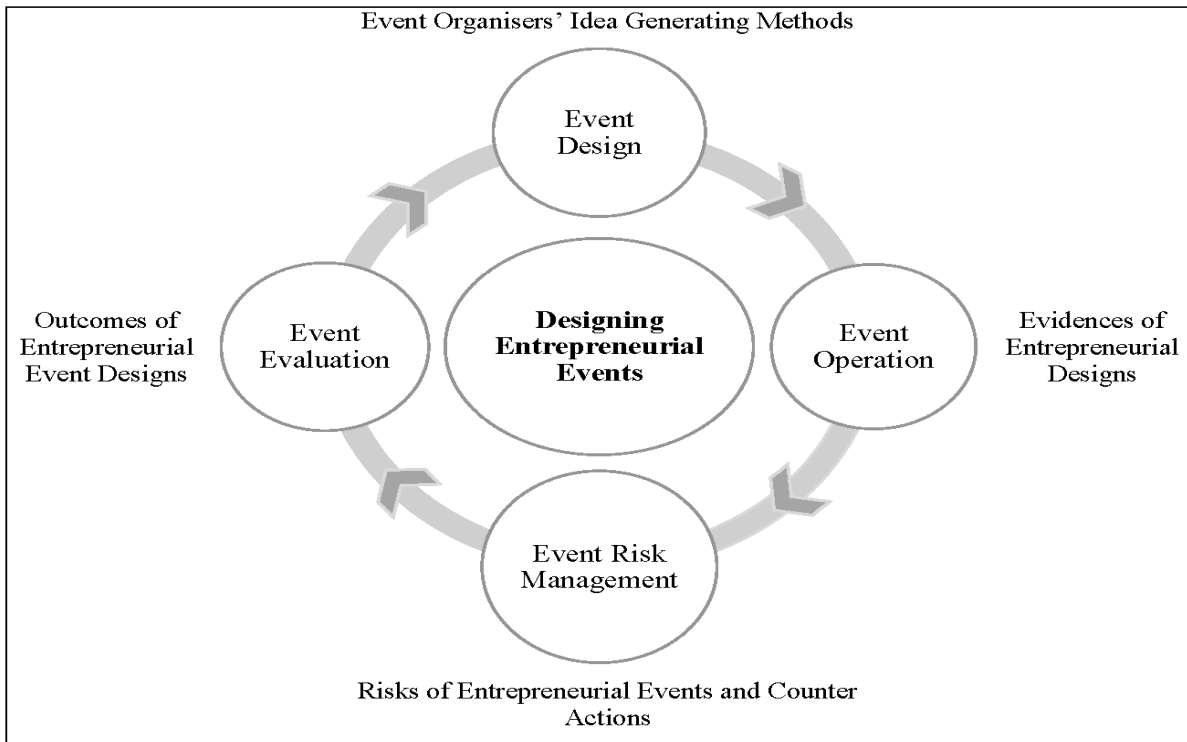 Event Organisers' Idea Generating Methods
Event
Design
Outcomes of
Entrepreneurial
Event Designs
Event
Evaluation
Designing
Entrepreneurial
Events
Event
Operation
Evidences of
Entrepreneurial
Designs
Event Risk
Management
Risks of Entrepreneurial Events and Counter
Actions